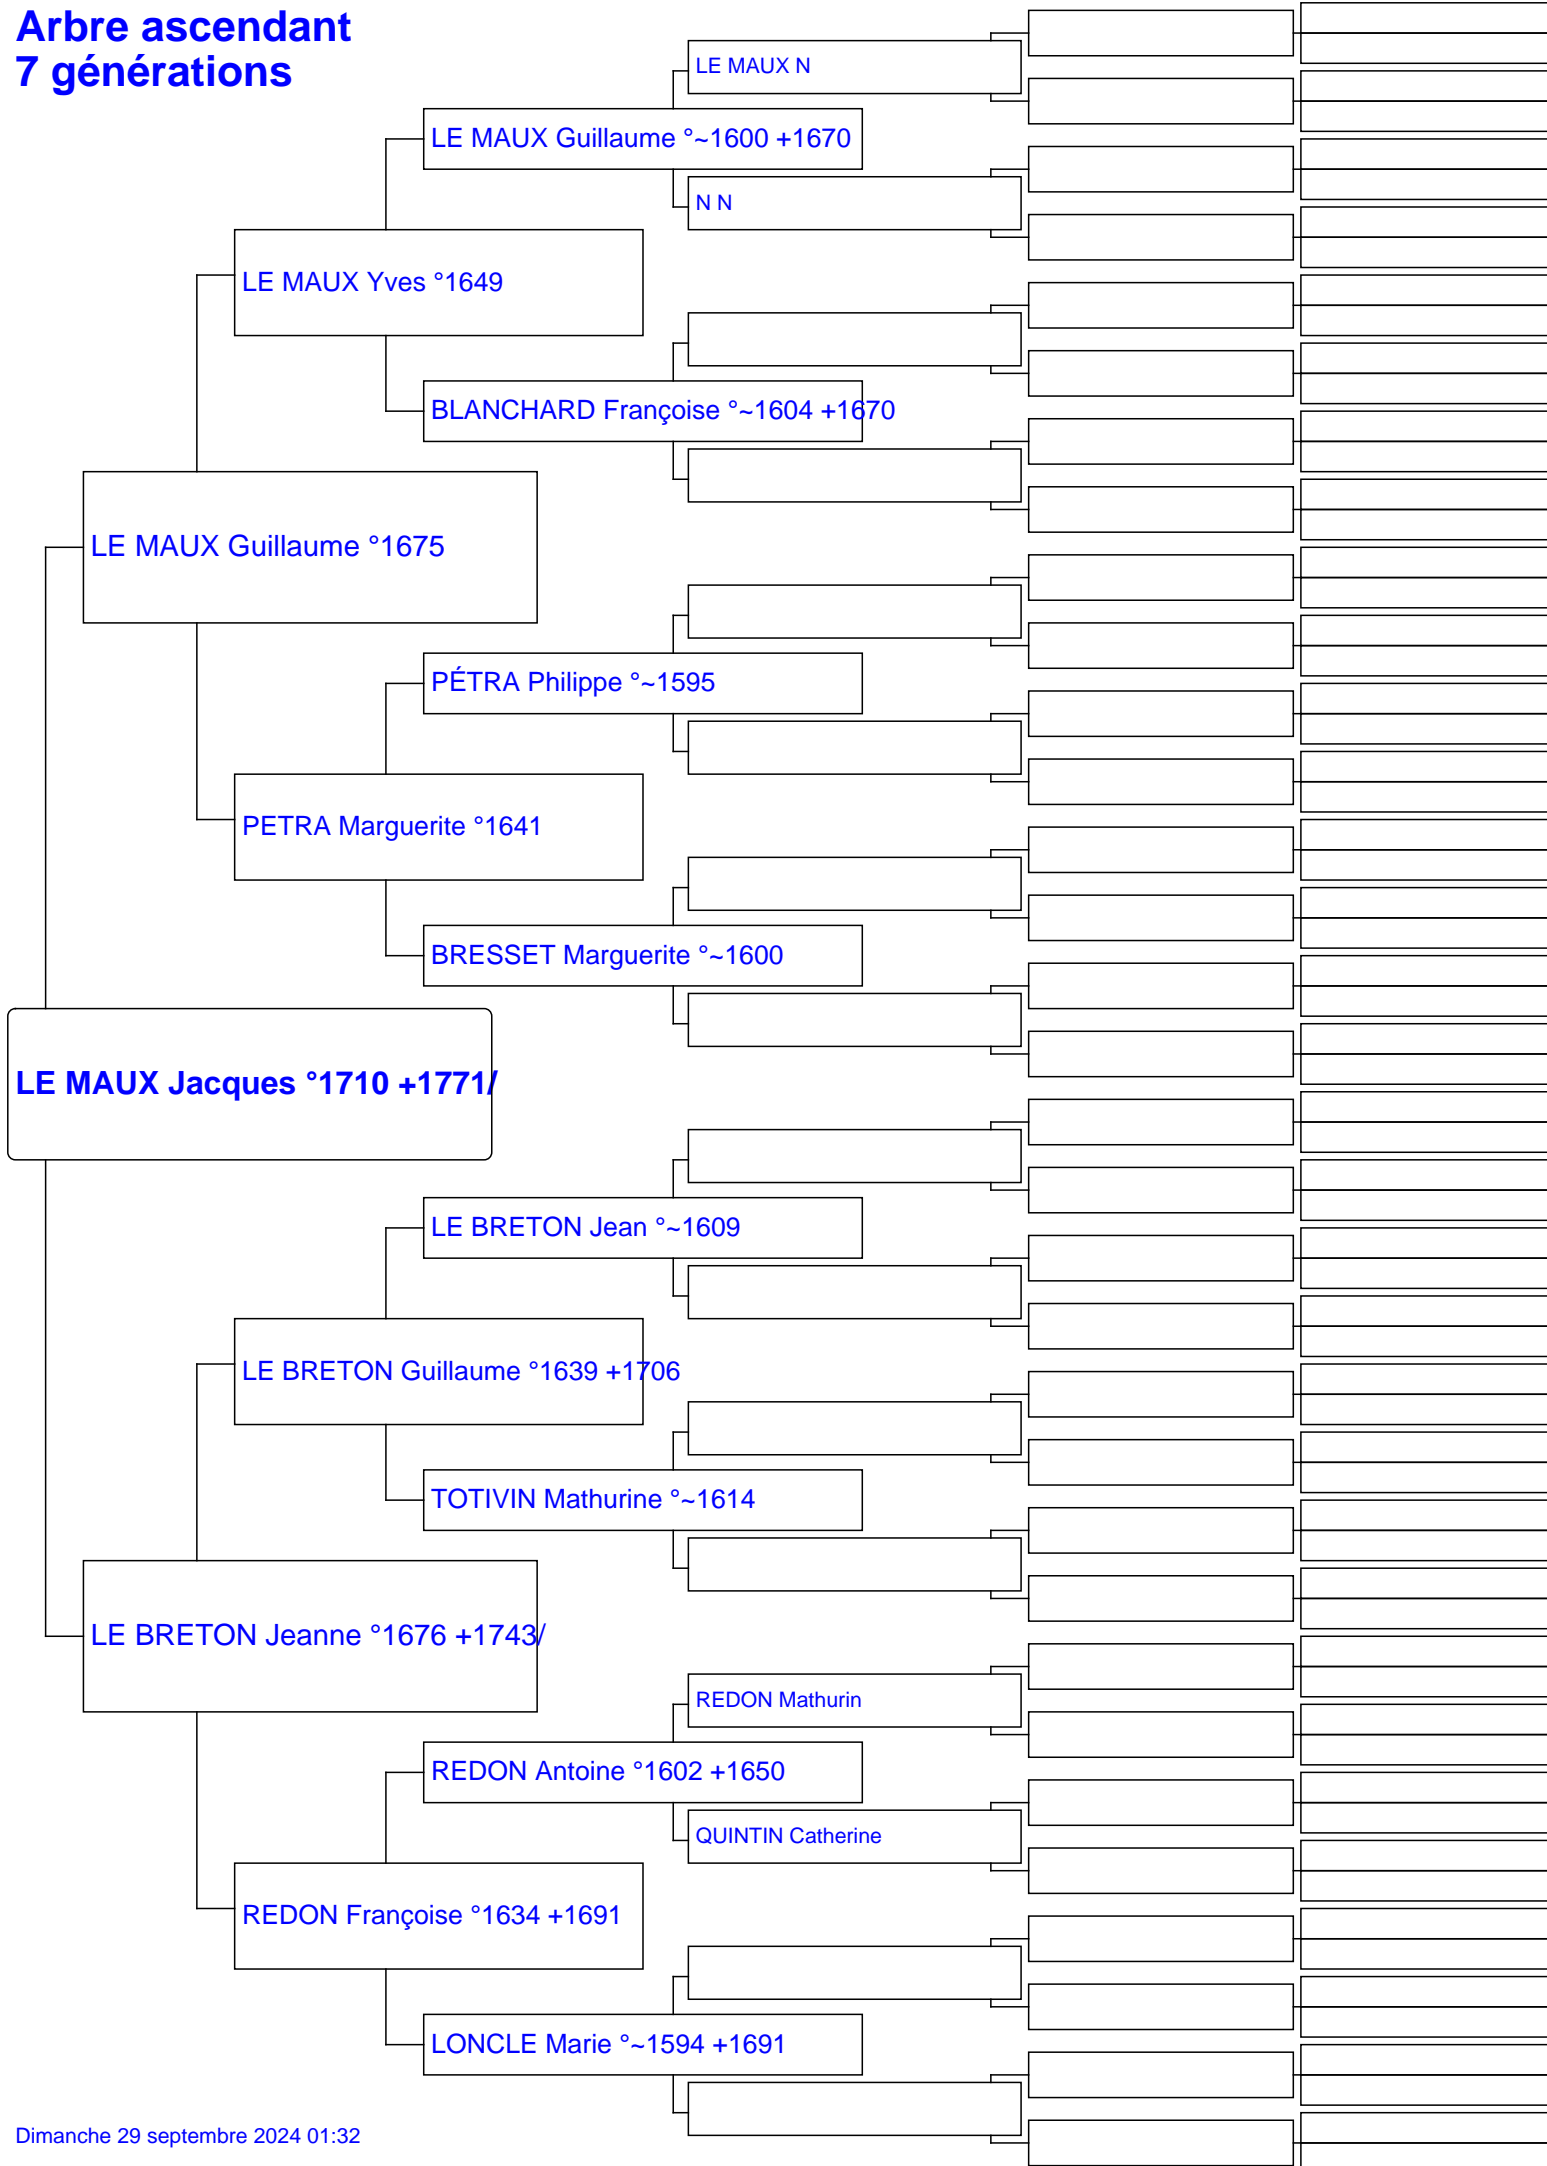 Arbre ascendant
7 générations
LE MAUX N
LE MAUX Guillaume °~1600 +1670
N N
LE MAUX Yves °1649
BLANCHARD Françoise °~1604 +1670
LE MAUX Guillaume °1675
PÉTRA Philippe °~1595
PETRA Marguerite °1641
BRESSET Marguerite °~1600
LE MAUX Jacques °1710 +1771/
LE BRETON Jean °~1609
LE BRETON Guillaume °1639 +1706
TOTIVIN Mathurine °~1614
LE BRETON Jeanne °1676 +1743/
REDON Mathurin
REDON Antoine °1602 +1650
QUINTIN Catherine
REDON Françoise °1634 +1691
LONCLE Marie °~1594 +1691
Dimanche 29 septembre 2024 01:32